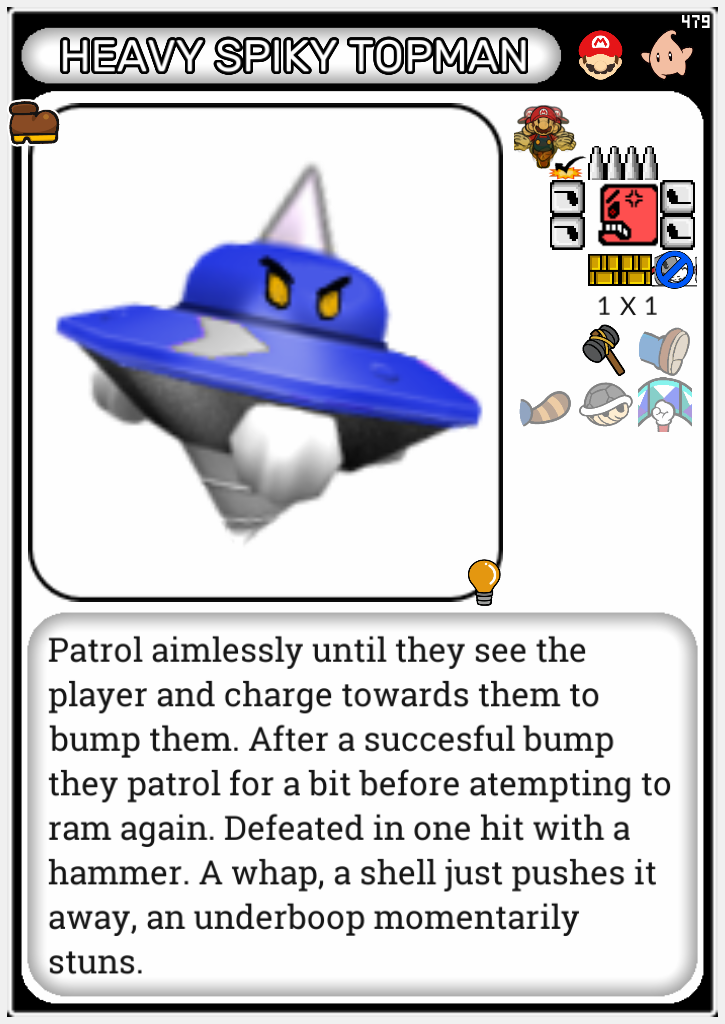 479
HEAVY SPIKY TOPMAN
1 X 1
Patrol aimlessly until they see the
player and charge towards them to
bump them. After a succesful bump
they patrol for a bit before atempting to
ram again. Defeated in one hit with a
hammer. A whap, a shell just pushes it
away, an underboop momentarily
stuns.